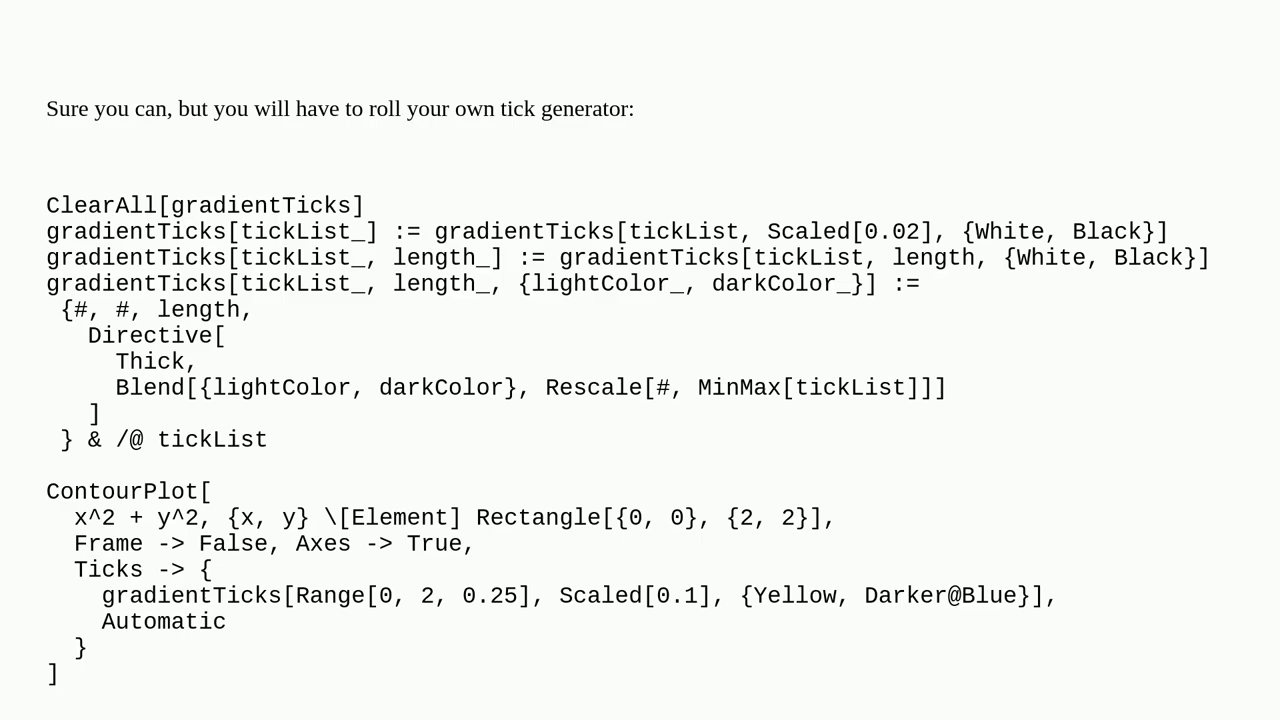 Sure you can, but you will have to roll your own tick generator:
ClearAll[gradientTicks]
gradientTicks[tickList_] := gradientTicks[tickList, Scaled[0.02], {White, Black}]
gradientTicks[tickList_, length_] := gradientTicks[tickList, length, {White, Black}]
gradientTicks[tickList_, length_, {lightColor_, darkColor_}] :=
 {#, #, length,
   Directive[
     Thick,
     Blend[{lightColor, darkColor}, Rescale[#, MinMax[tickList]]]
   ]
 } & /@ tickList
ContourPlot[
  x^2 + y^2, {x, y} \[Element] Rectangle[{0, 0}, {2, 2}],
  Frame -> False, Axes -> True,
  Ticks -> {
    gradientTicks[Range[0, 2, 0.25], Scaled[0.1], {Yellow, Darker@Blue}],
    Automatic
  }
]